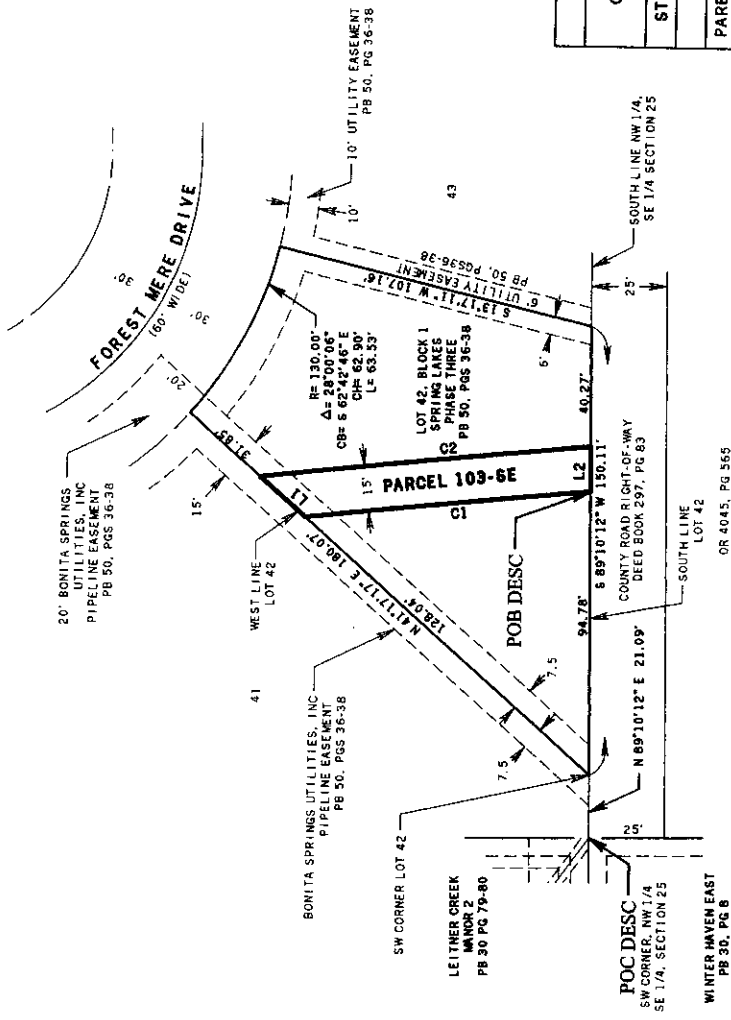 20' BONITA SPRINGS
UTILITIES, INC
PIPELINE EASEMENT
PB 50, PGS 36-38
FOREST MERE DRIVE
(60' WIDE)
30'
30'
20'
15'
10' UTILITY EASEMENT
PB 50, PG 36-38
10'
43
WEST LINE
LOT 42
41
31.85'
L1
R= 130.00'
Δ= 28°00'06"
CB= S 62°42'46" E
CH= 62.90'
L= 63.53'
LOT 42, BLOCK 1
SPRING LAKES
PHASE THREE
PB 50, PGS 36-38
6' UTILITY EASEMENT
PB 50, PGS36-38
S 13°17'11" W 107.16'
6'
15'
PARCEL 103-SE
C1
C2
N 41°17'17" E 180.07'
128.04'
BONITA SPRINGS UTILITIES, INC
PIPELINE EASEMENT
PB 50, PGS 36-38
7.5
7.5
POB DESC
L2
40.27'
94.78'
S 89°10'12" W 150.11'
SOUTH LINE NW 1/4,
SE 1/4 SECTION 25
25'
COUNTY ROAD RIGHT-OF-WAY
DEED BOOK 297, PG 83
SOUTH LINE
LOT 42
OR 4045, PG 565
N 89°10'12" E 21.09'
SW CORNER LOT 42
25'
LEITNER CREEK
MANOR 2
PB 30 PG 79-80
POC DESC
SW CORNER, NW 1/4
SE 1/4, SECTION 25
WINTER HAVEN EAST
PB 30, PG 8
ST